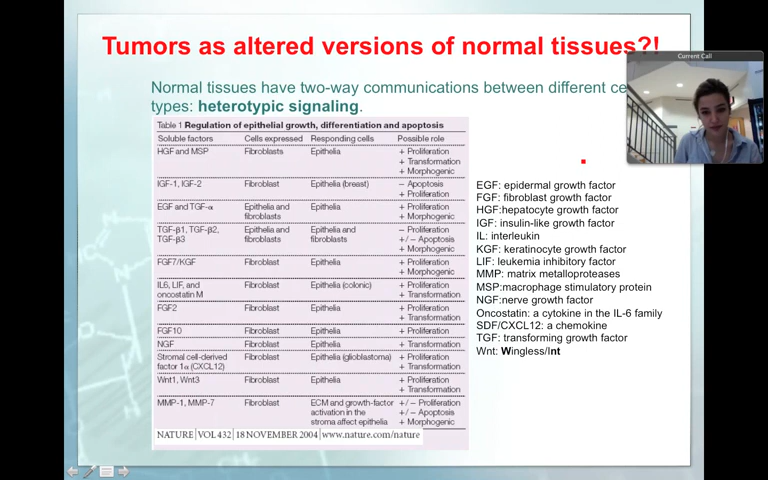 Tumors as altered versions of normal tissues?!
Current Call
Normal tissues have two-way communications between different
types: heterotypic signaling.
Table 1 Regulation of epithelial growth, differentiation and apoptosis
Soluble factors Cells expressed Responding cells Possible role
HGF and MSP Fibroblasts Epithelia + Proliferation
+ Transformation
+ Morphogenic
IGF-1, IGF-2 Fibroblast Epithelia (breast) − Apoptosis
+ Proliferation
EGF and TGF-α Epithelia and Epithelia + Proliferation
fibroblasts + Morphogenic
TGF-β1, TGF-β2, Epithelia and Epithelia and − Proliferation
TGF-β3 fibroblasts fibroblasts +/− Apoptosis
+ Morphogenic
FGF7/KGF Fibroblast Epithelia + Proliferation
+ Morphogenic
IL6, LIF, and Fibroblast Epithelia (colonic) + Proliferation
oncostatin M + Transformation
FGF2 Fibroblast Epithelia + Proliferation
+ Transformation
FGF10 Fibroblast Epithelia + Proliferation
NGF Fibroblast Epithelia + Transformation
Stromal cell-derived Fibroblast Epithelia (glioblastoma) + Proliferation
factor 1α (CXCL12) + Transformation
Wnt1, Wnt3 Fibroblast Epithelia + Proliferation
+ Transformation
MMP-1, MMP-7 Fibroblast ECM and growth-factor +/− Proliferation
activation in the +/− Apoptosis
stroma affect epithelia + Morphogenic
NATURE | VOL 432 | 18 NOVEMBER 2004 | www.nature.com/nature
EGF: epidermal growth factor
FGF: fibroblast growth factor
HGF:hepatocyte growth factor
IGF: insulin-like growth factor
IL: interleukin
KGF: keratinocyte growth factor
LIF: leukemia inhibitory factor
MMP: matrix metalloproteases
MSP:macrophage stimulatory protein
NGF:nerve growth factor
Oncostatin: a cytokine in the IL-6 family
SDF/CXCL12: a chemokine
TGF: transforming growth factor
Wnt: Wingless/Int